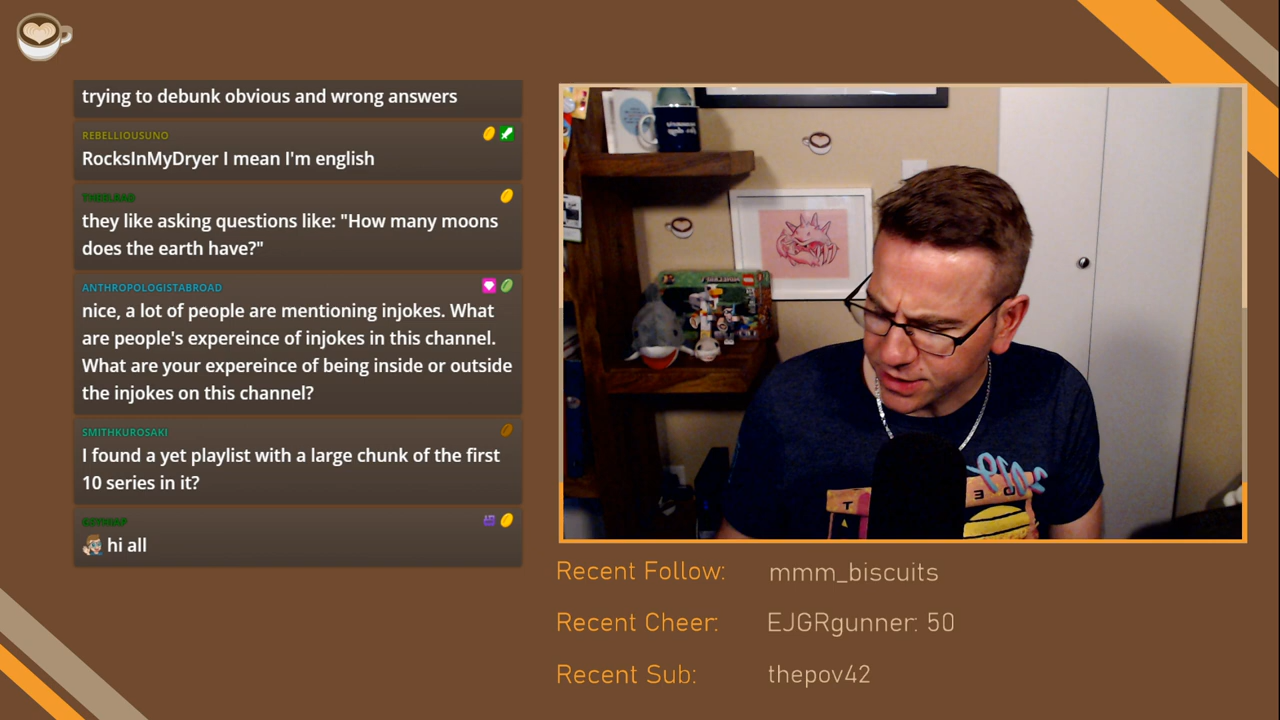 trying to debunk obvious and wrong answers
REBELLIOUSUNO
RocksInMyDryer I mean I'm english
they like asking questions like: "How many moons
does the earth have?"
ANTHROPOLOGISTABROAD
nice, a lot of people are mentioning injokes. What
are people's expereince of injokes in this channel.
What are your expereince of being inside or outside
the injokes on this channel?
SMITHKUROSAKI
I found a yet playlist with a large chunk of the first
10 series in it?
hi all
Recent Follow: mmm_biscuits
Recent Cheer: EJGRgunner: 50
Recent Sub: thepov42